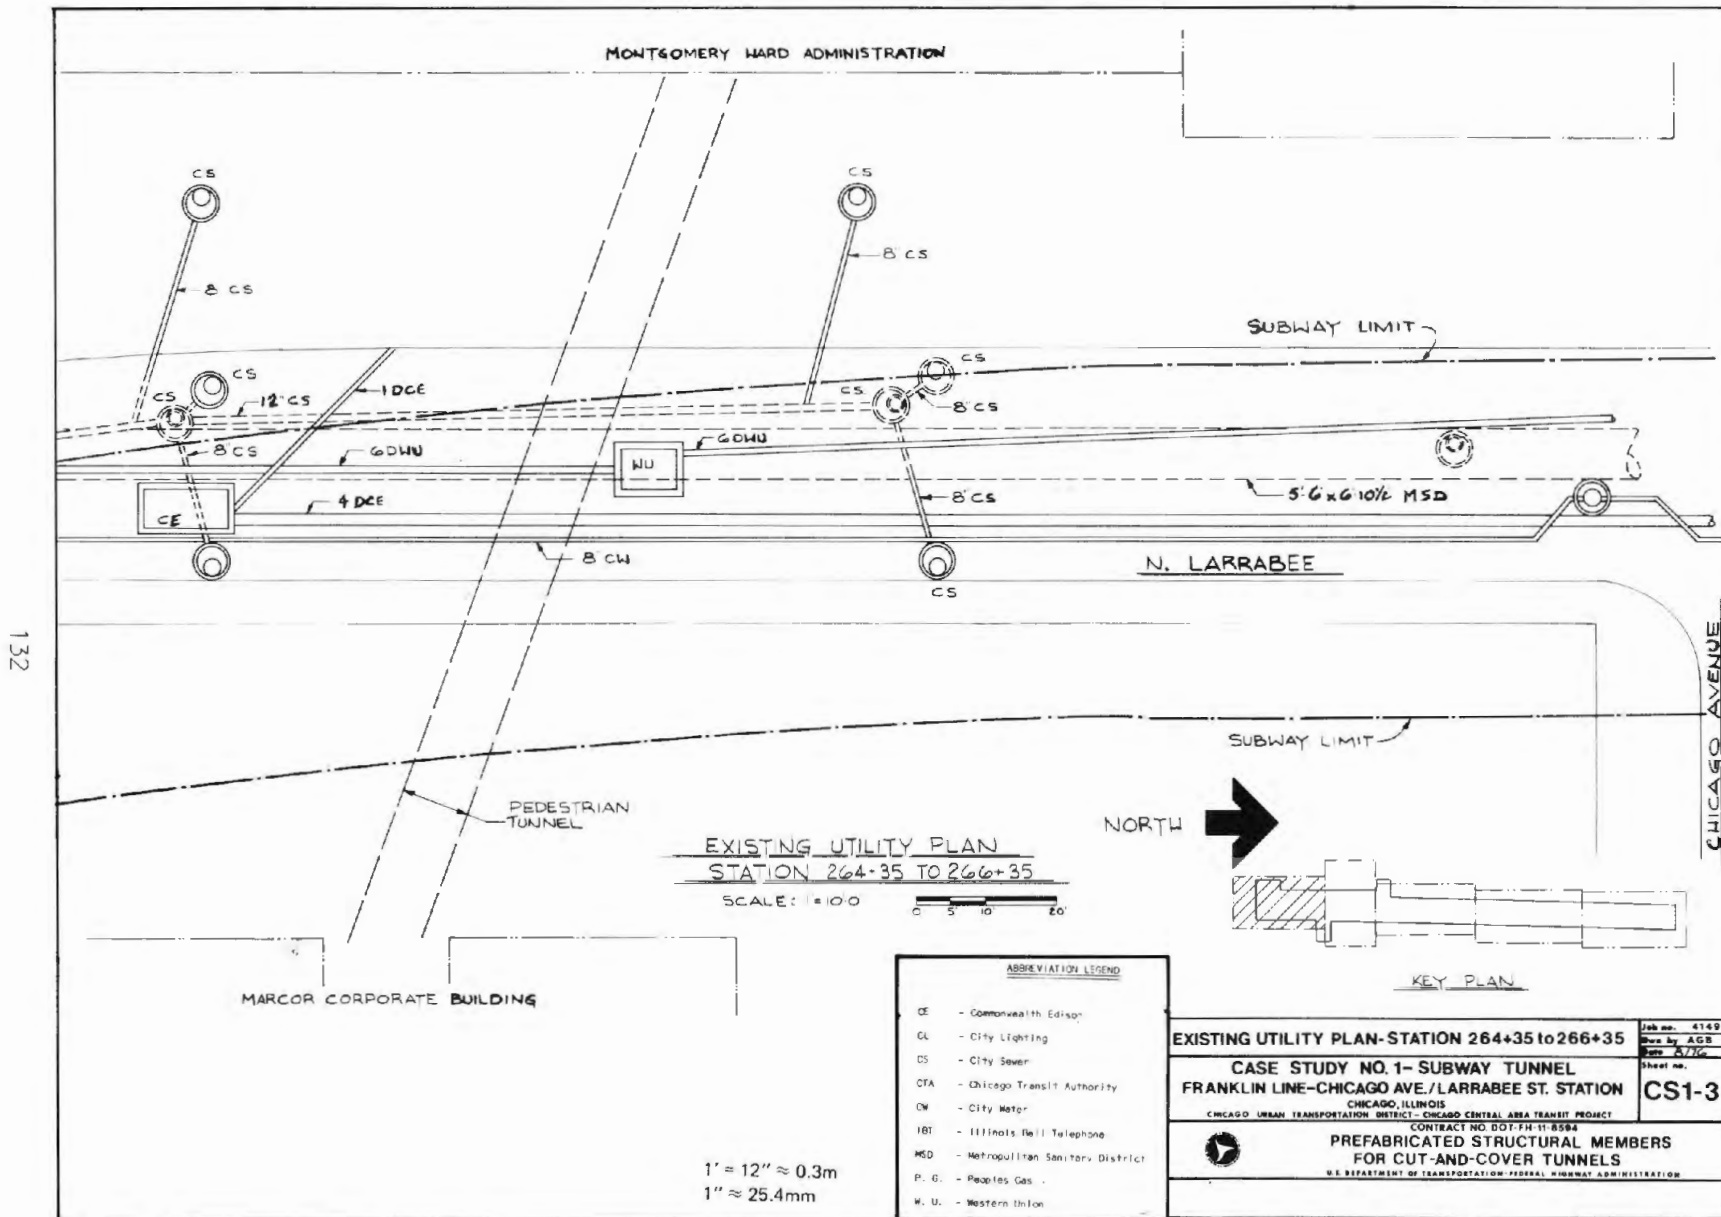 MONTGOMERY WARD ADMINISTRATION
CS
CS
8" CS
8" CS
SUBWAY LIMIT
CS
CS
CS
CS
1 DCE
12" CS
8" CS
8" CS
6 DWU
6 DWU
WU
4 DCE
CE
8" CS
5'6" x 6'10 1/2" MSD
8" CW
N. LARRABEE
CS
CHICAGO AVENUE
132
SUBWAY LIMIT
PEDESTRIAN
TUNNEL
NORTH
EXISTING UTILITY PLAN
STATION 264+35 TO 266+35
SCALE: 1"=10'0
0 5' 10' 20'
MARCOR CORPORATE BUILDING
KEY PLAN
ABBREVIATION LEGEND
CE - Commonwealth Edison
CL - City Lighting
CS - City Sewer
CTA - Chicago Transit Authority
CW - City Water
IBT - Illinois Bell Telephone
MSD - Metropolitan Sanitary District
P. G. - Peoples Gas
W. U. - Western Union
1' = 12" ≈ 0.3m
1" ≈ 25.4mm
EXISTING UTILITY PLAN-STATION 264+35 to 266+35
Job no. 4149
Dwn by AGB
Date 8/76
CASE STUDY NO. 1- SUBWAY TUNNEL
FRANKLIN LINE-CHICAGO AVE./LARRABEE ST. STATION
CHICAGO, ILLINOIS
CHICAGO URBAN TRANSPORTATION DISTRICT - CHICAGO CENTRAL AREA TRANSIT PROJECT
Sheet no.
CS1-3
CONTRACT NO. DOT-FH-11-8594
PREFABRICATED STRUCTURAL MEMBERS
FOR CUT-AND-COVER TUNNELS
U.S. DEPARTMENT OF TRANSPORTATION-FEDERAL HIGHWAY ADMINISTRATION